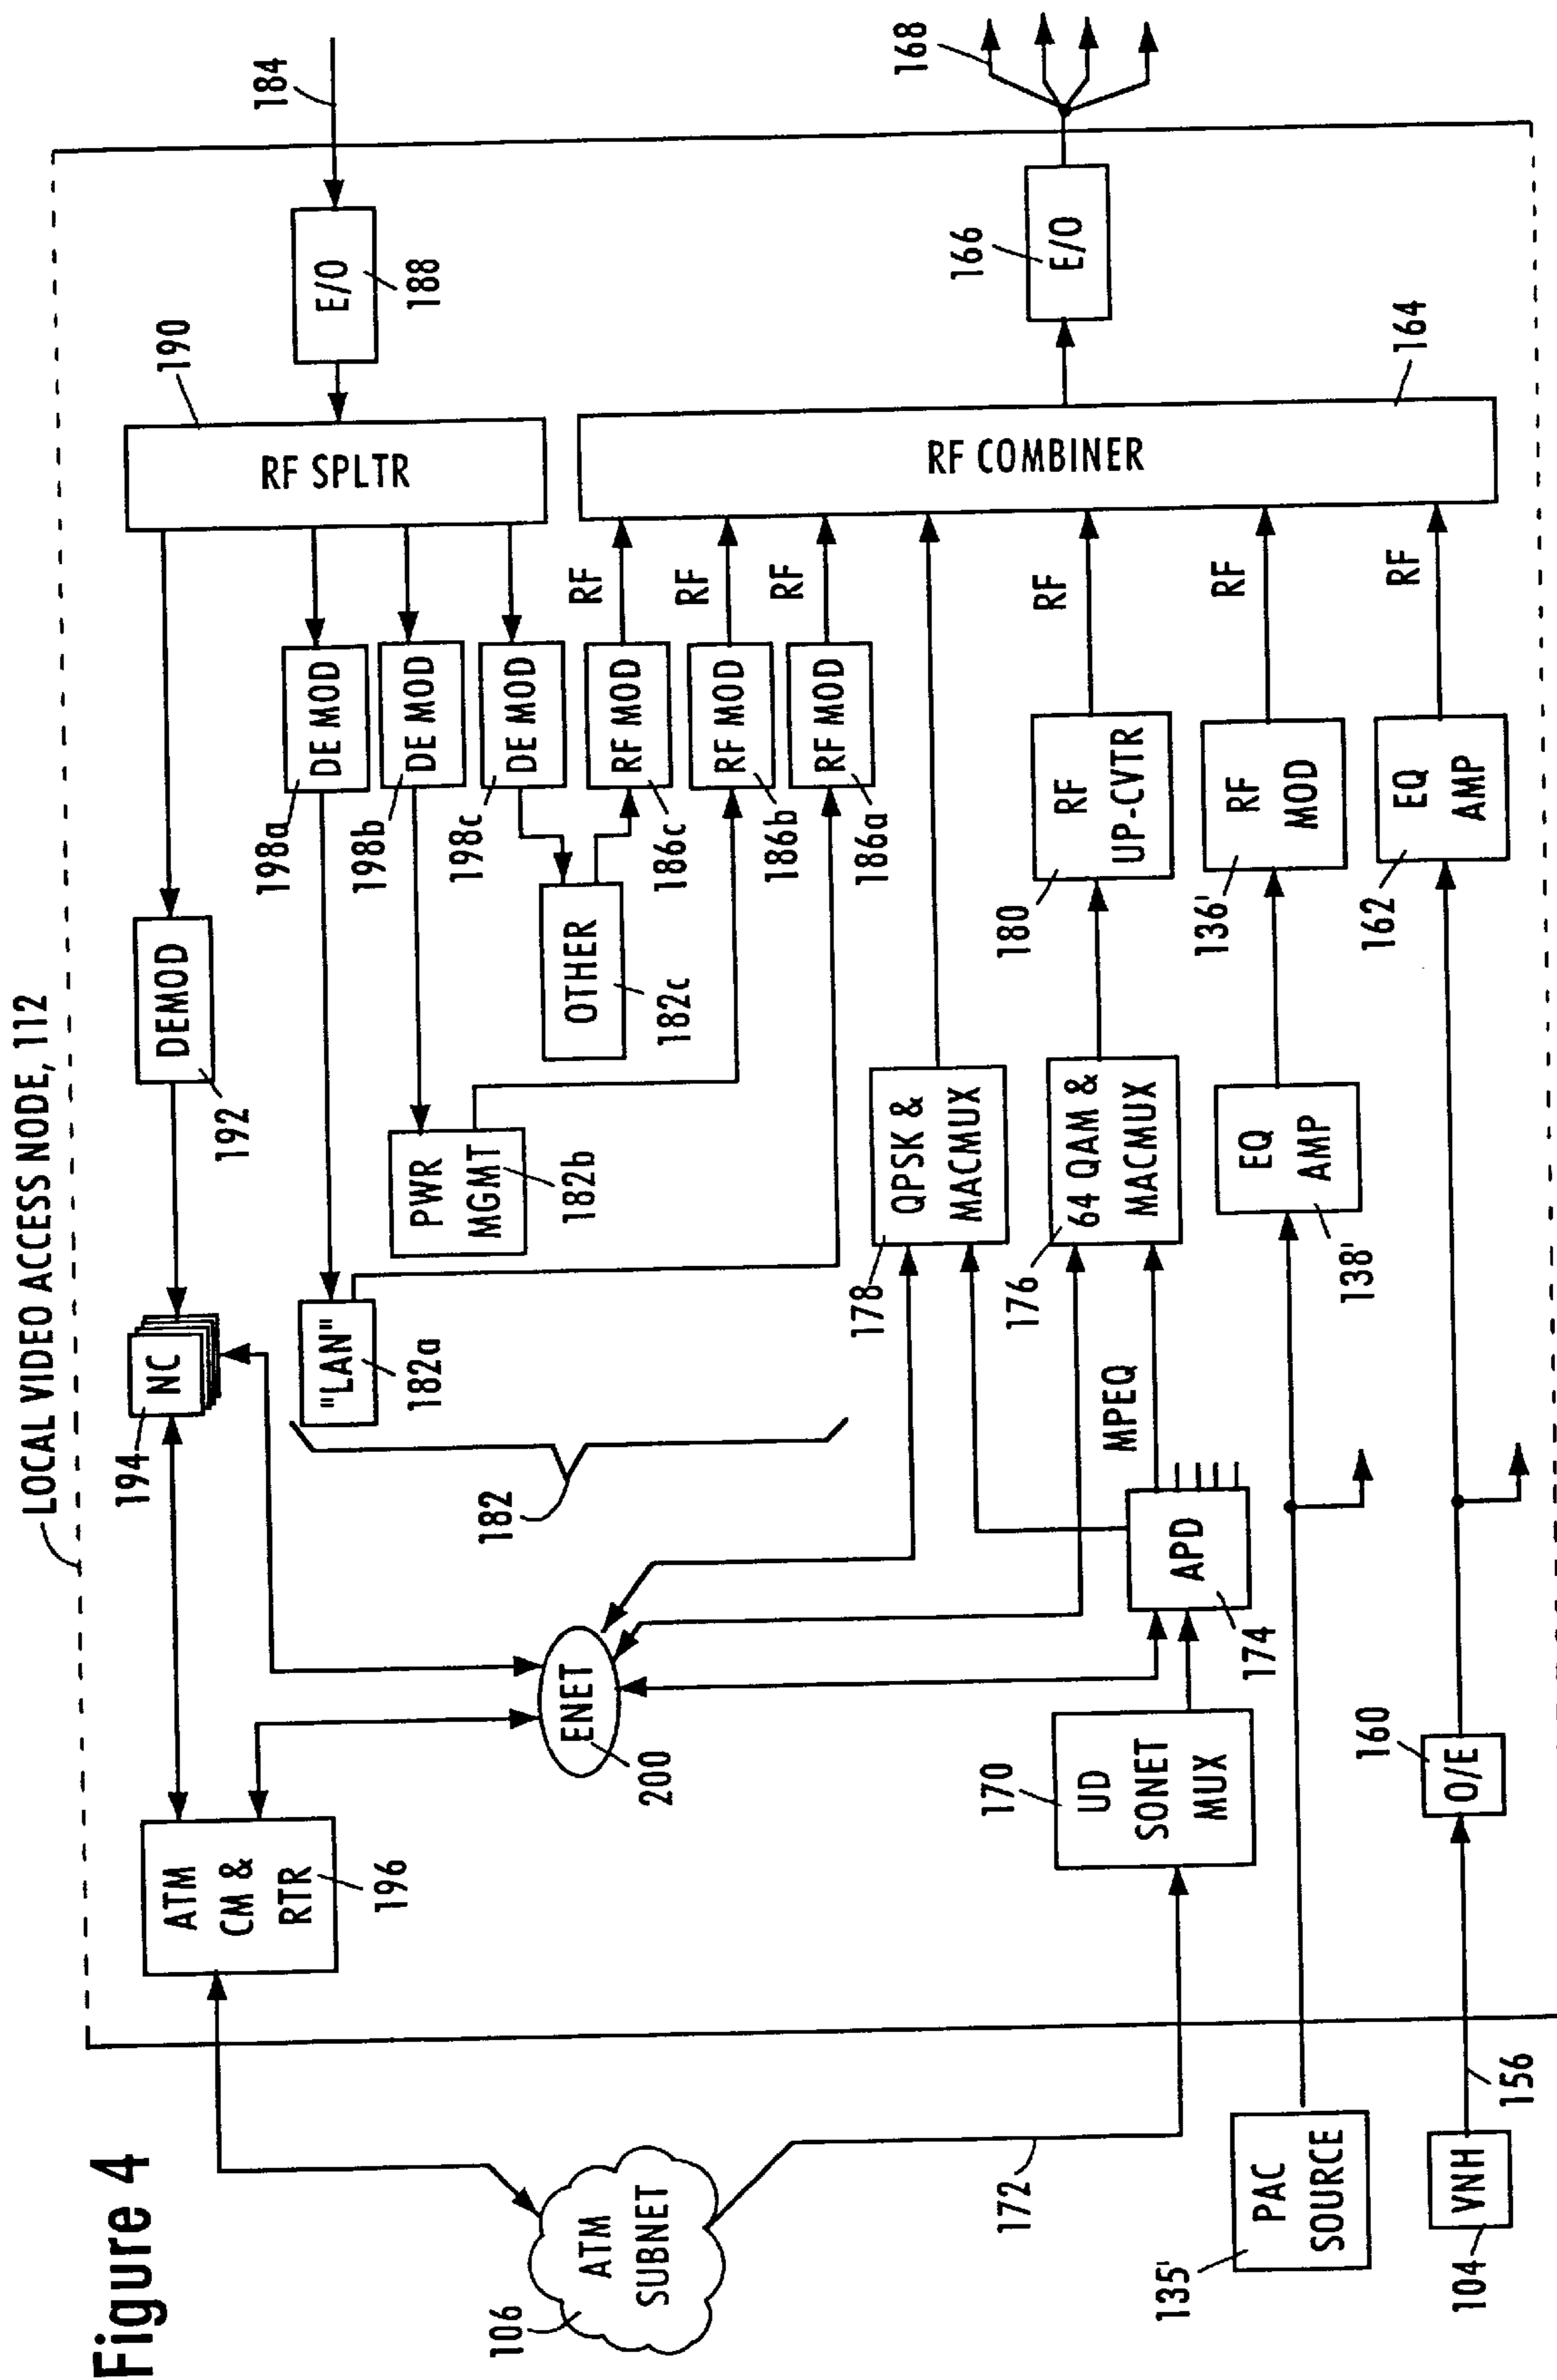 Figure 4
LOCAL VIDEO ACCESS NODE, 112
106
ATM
SUBNET
172
135'
PAC
SOURCE
104
VNH
156
ATM
CM &
RTR
196
ENET
200
170
UD
SONET
MUX
160
O/E
194
NC
"LAN"
182a
182
PWR
MGMT
182b
OTHER
182c
MPEQ
APD
174
178
QPSK &
MACMUX
176
64 QAM &
MACMUX
EQ
AMP
138'
DEMOD
192
198a
DE MOD
198b
DE MOD
198c
DE MOD
RF MOD
186c
RF MOD
186b
RF MOD
186a
180
RF
UP-CVTR
136'
RF
MOD
162
EQ
AMP
RF
RF
RF
RF
RF
RF
190
RF SPLTR
RF COMBINER
164
E/O
188
184
166
E/O
168